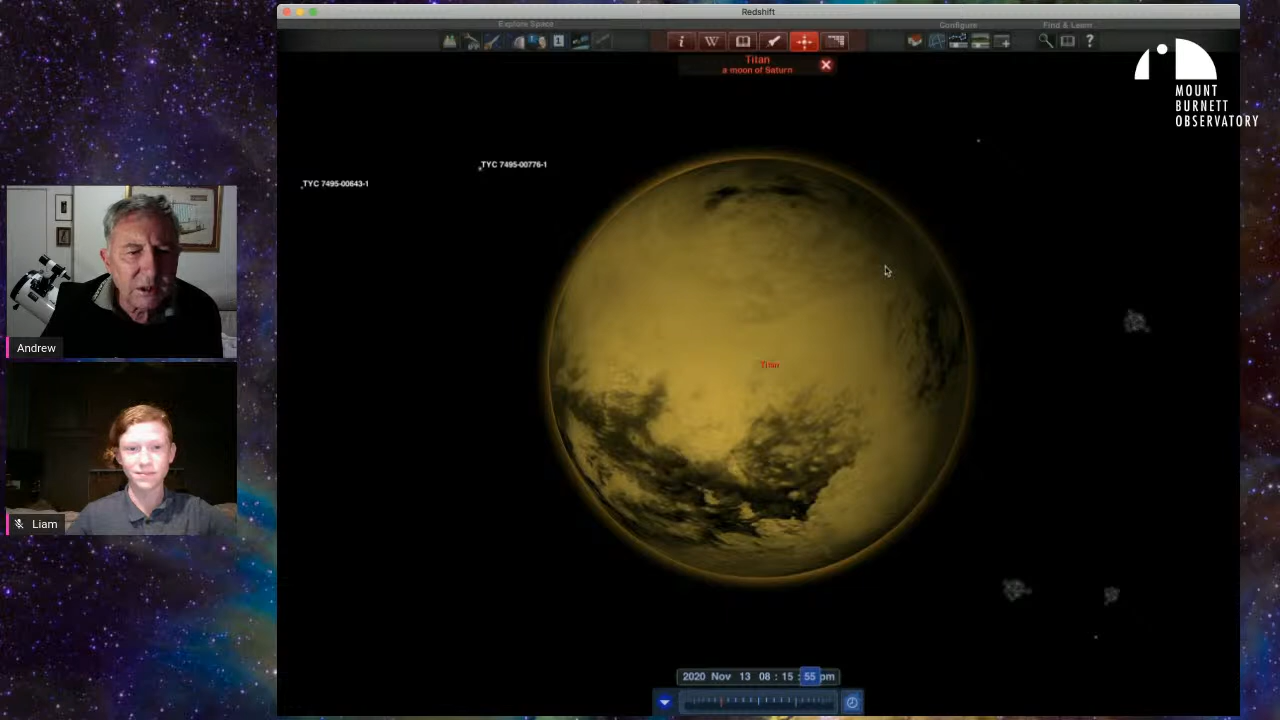 Redshift
Explore Space
Configure
Find & Learn
Titan
a moon of Saturn
MOUNT
BURNETT
OBSERVATORY
TYC 7495-00776-1
TYC 7495-00643-1
Andrew
Titan
Liam
2020 Nov 13 08 : 15 : 55 pm